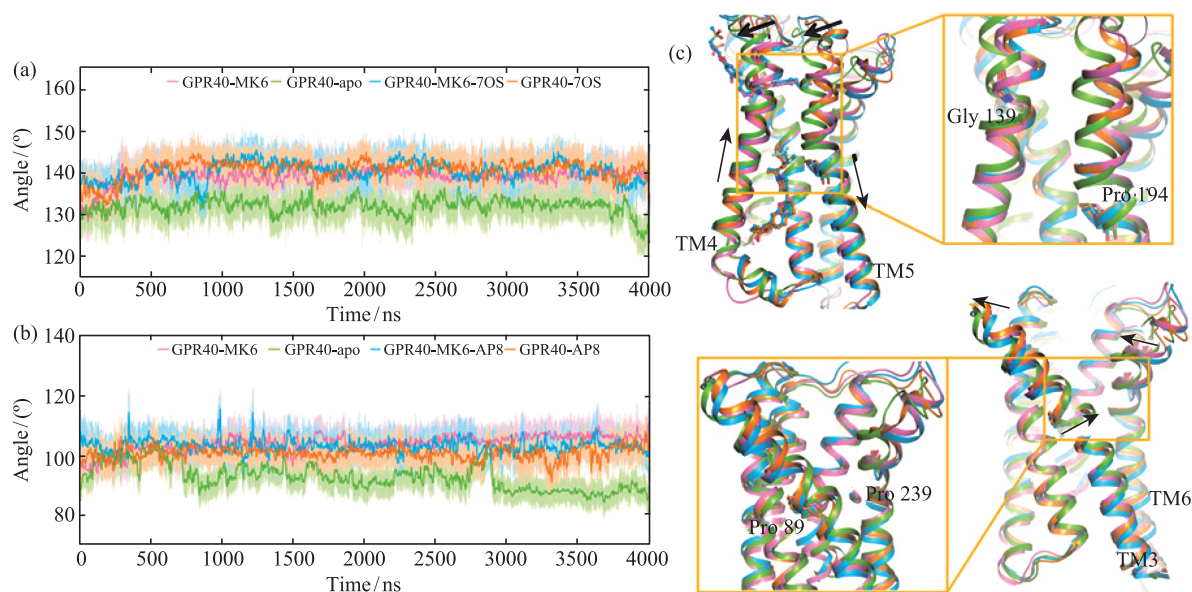 (a)
GPR40-MK6 GPR40-apo GPR40-MK6-7OS GPR40-7OS
160
150
140
130
120
Angle/(º)
0 500 1000 1500 2000 2500 3000 3500 4000
Time/ns
(b)
GPR40-MK6 GPR40-apo GPR40-MK6-AP8 GPR40-AP8
140
120
100
80
Angle/(º)
0 500 1000 1500 2000 2500 3000 3500 4000
Time/ns
(c)
TM4
TM5
Gly 139
Pro 194
Pro 89
Pro 239
TM6
TM3